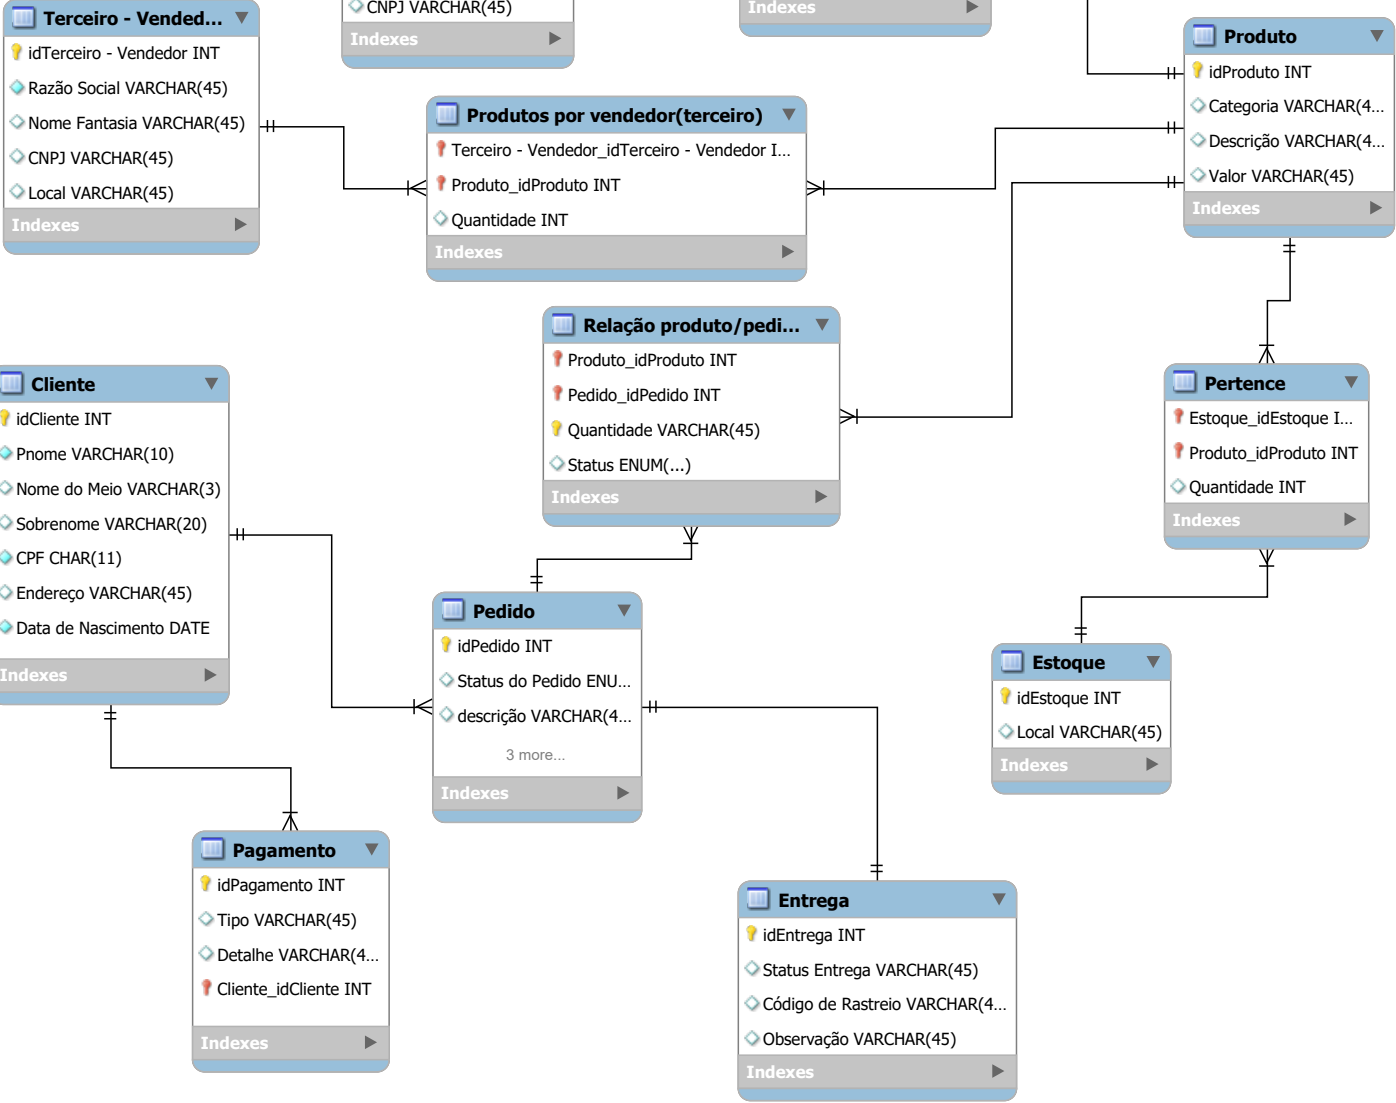 CNPJ VARCHAR(45)
Indexes
Indexes
Terceiro - Vended...
idTerceiro - Vendedor INT
Razão Social VARCHAR(45)
Nome Fantasia VARCHAR(45)
CNPJ VARCHAR(45)
Local VARCHAR(45)
Indexes
Produtos por vendedor(terceiro)
Terceiro - Vendedor_idTerceiro - Vendedor I...
Produto_idProduto INT
Quantidade INT
Indexes
Produto
idProduto INT
Categoria VARCHAR(4...
Descrição VARCHAR(4...
Valor VARCHAR(45)
Indexes
Relação produto/pedi...
Produto_idProduto INT
Pedido_idPedido INT
Quantidade VARCHAR(45)
Status ENUM(...)
Indexes
Cliente
idCliente INT
Pnome VARCHAR(10)
Nome do Meio VARCHAR(3)
Sobrenome VARCHAR(20)
CPF CHAR(11)
Endereço VARCHAR(45)
Data de Nascimento DATE
Indexes
Pertence
Estoque_idEstoque I...
Produto_idProduto INT
Quantidade INT
Indexes
Pedido
idPedido INT
Status do Pedido ENU...
descrição VARCHAR(4...
3 more...
Indexes
Estoque
idEstoque INT
Local VARCHAR(45)
Indexes
Pagamento
idPagamento INT
Tipo VARCHAR(45)
Detalhe VARCHAR(4...
Cliente_idCliente INT
Indexes
Entrega
idEntrega INT
Status Entrega VARCHAR(45)
Código de Rastreio VARCHAR(4...
Observação VARCHAR(45)
Indexes